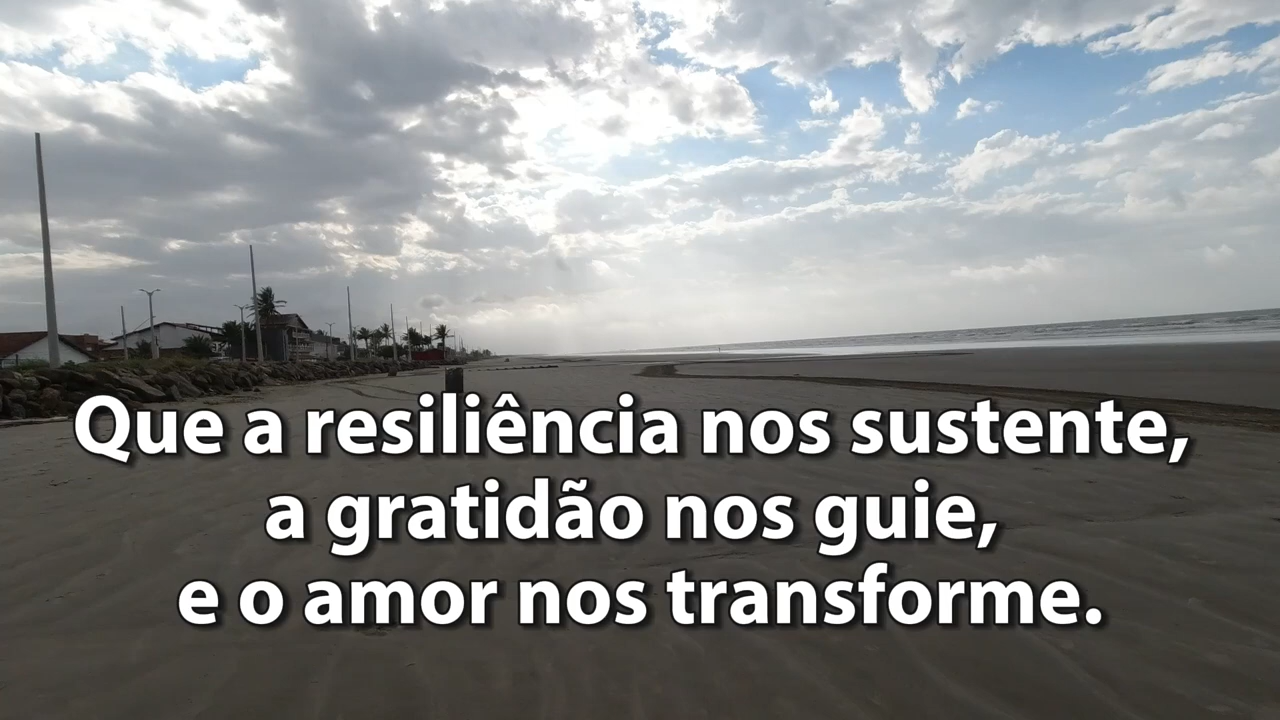 Que a resiliência nos sustente,
a gratidão nos guie,
e o amor nos transforme.